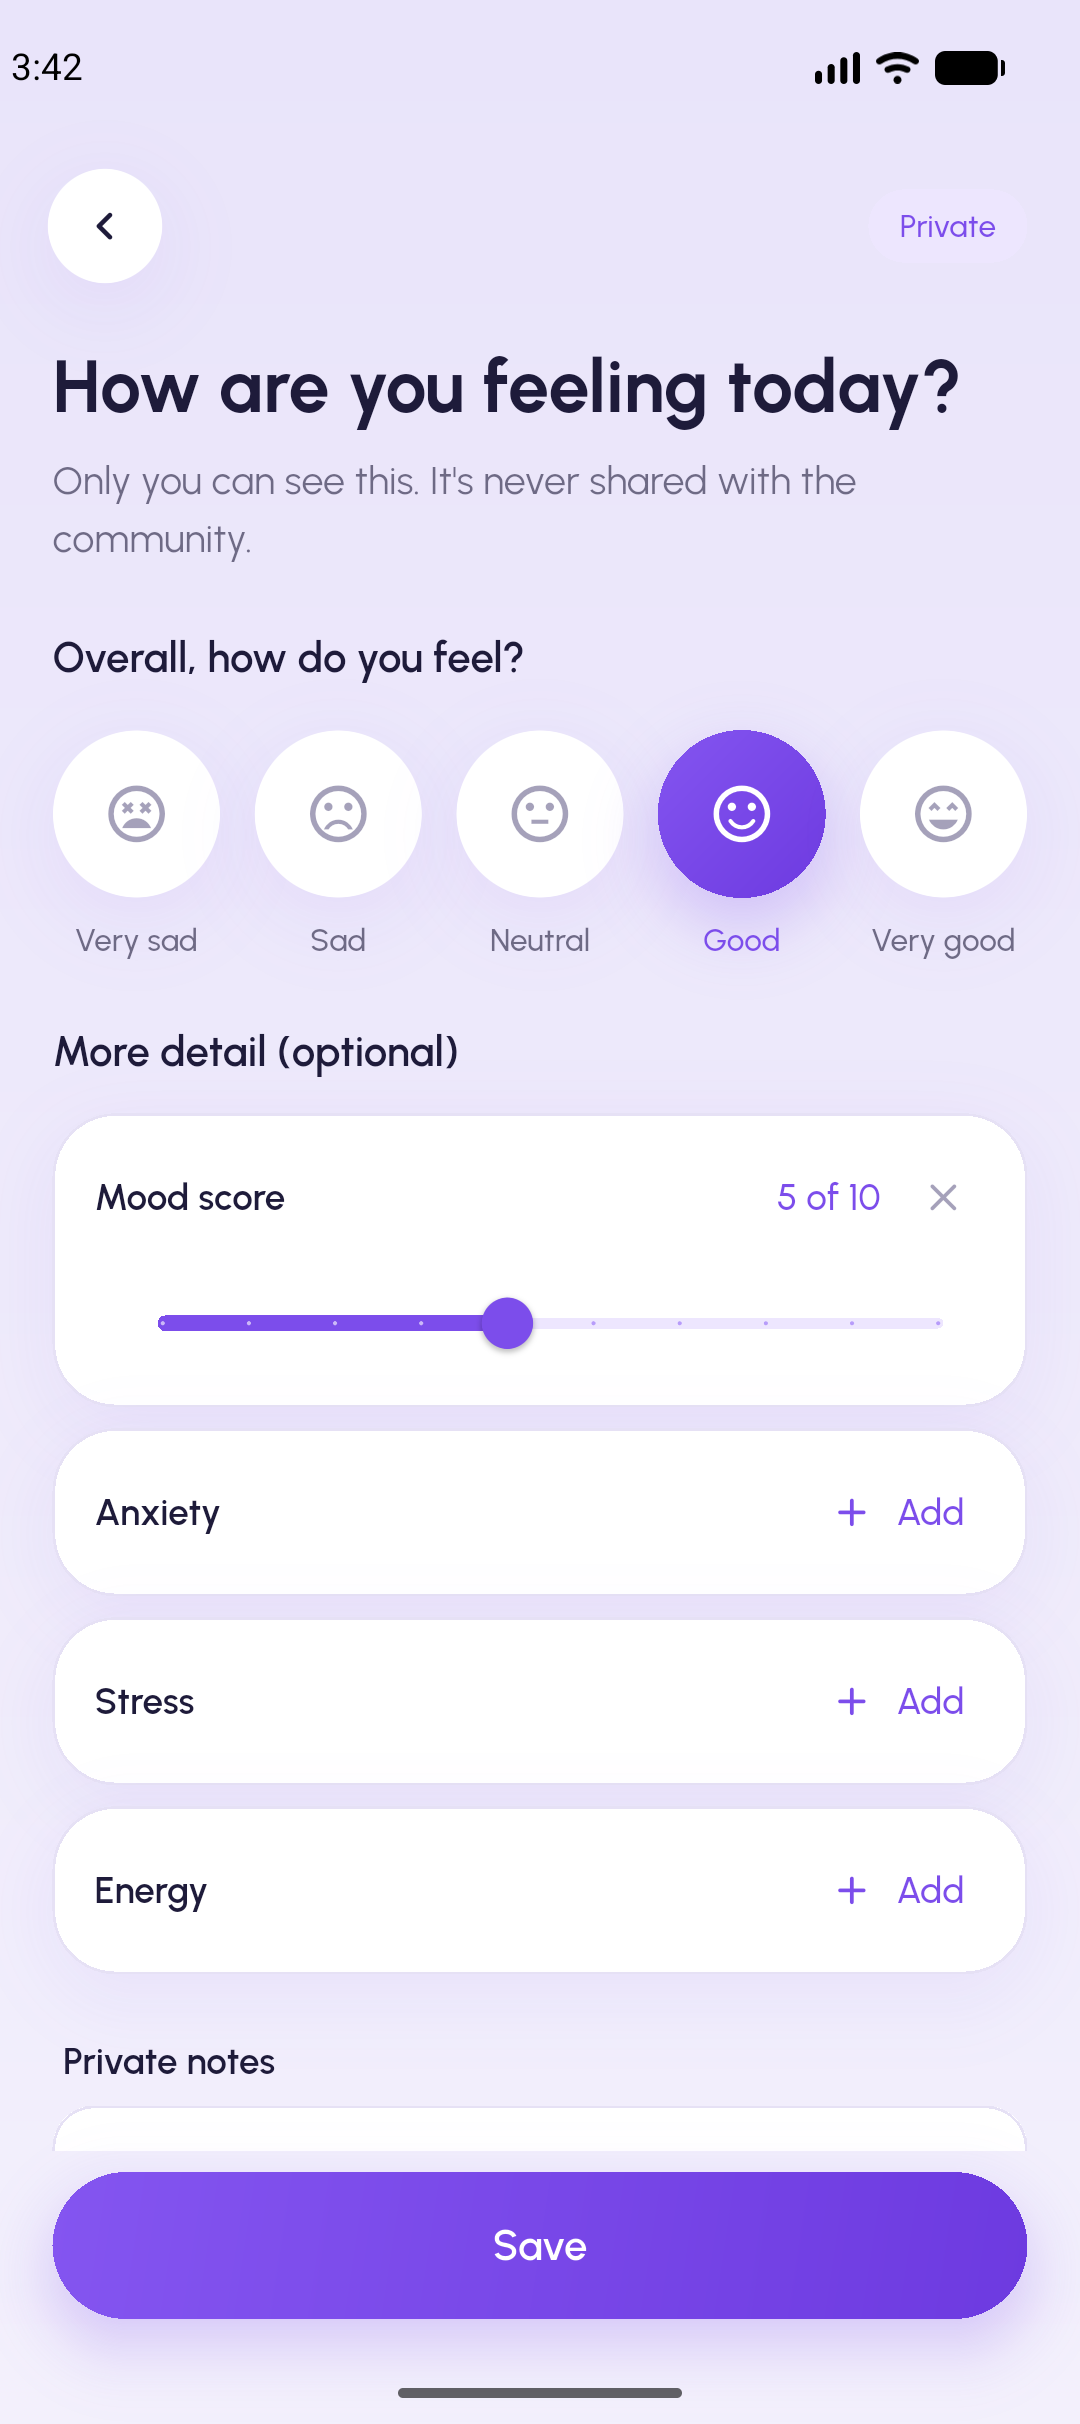 3:42
Private
How are you feeling today?
Only you can see this. It's never shared with the
community.
Overall, how do you feel?
Very sad
Sad
Neutral
Good
Very good
More detail (optional)
Mood score
5 of 10
Anxiety
Add
Stress
Add
Energy
Add
Private notes
Save